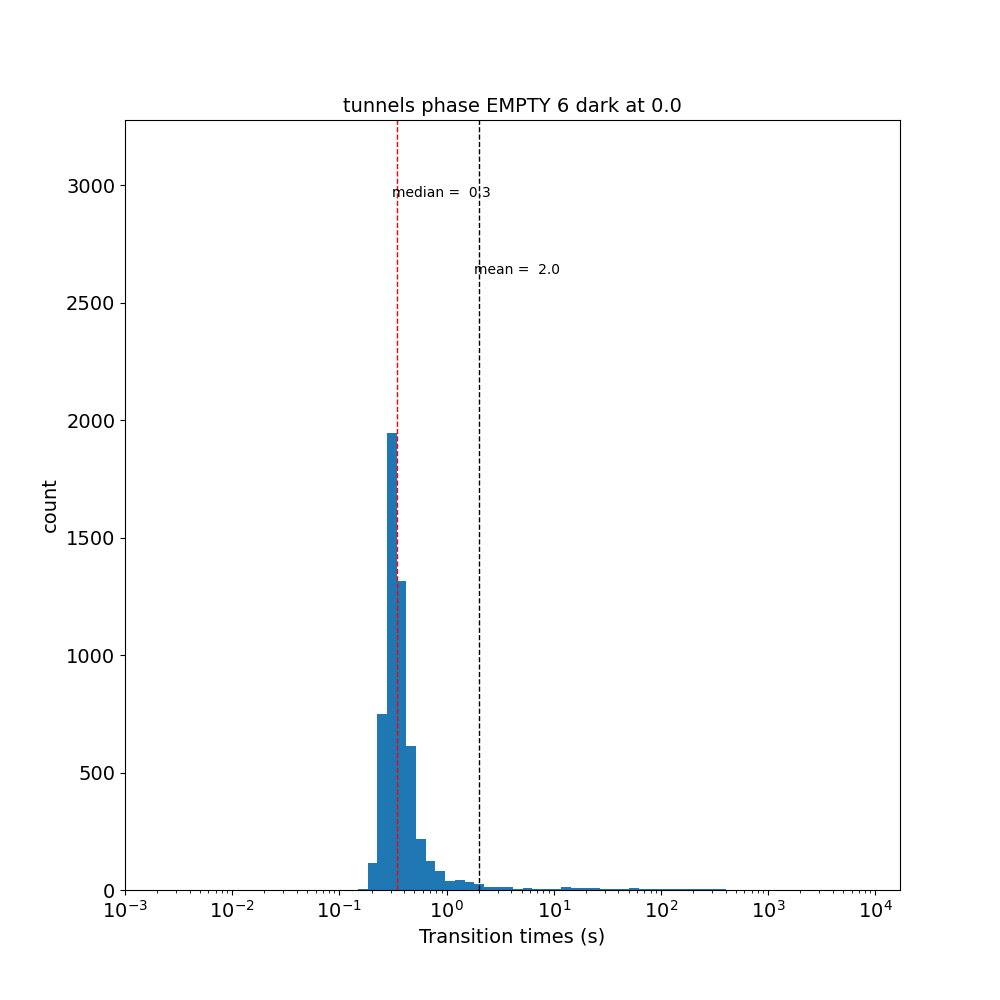 tunnels phase EMPTY 6 dark at 0.0
3000
median =  0.3
mean =  2.0
2500
2000
1500
1000
500
0
count
10⁻³ 10⁻² 10⁻¹ 10⁰ 10¹ 10² 10³ 10⁴
Transition times (s)